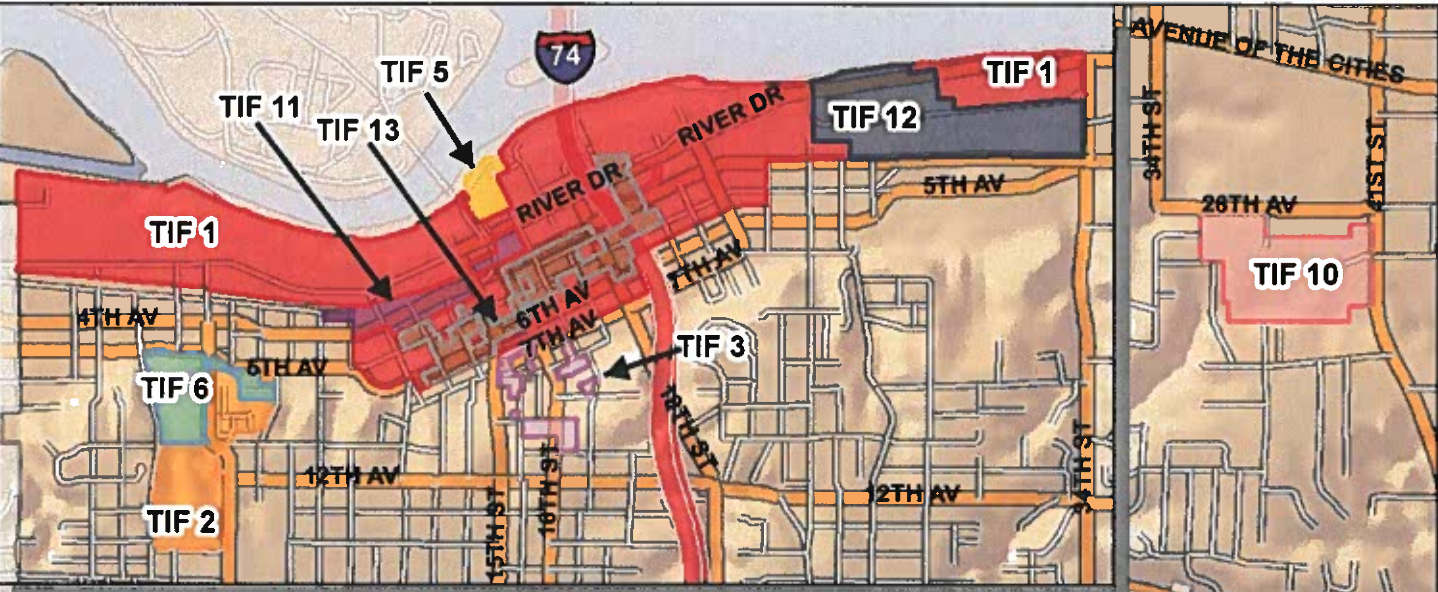 AVENUE OF THE CITIES
74
TIF 5
TIF 1
TIF 11
TIF 13
RIVER DR
TIF 12
34TH ST
41ST ST
5TH AV
RIVER DR
26TH AV
TIF 1
7TH AV
TIF 10
6TH AV
4TH AV
7TH AV
TIF 3
5TH AV
TIF 6
18TH ST
12TH AV
12TH AV
34TH ST
16TH ST
15TH ST
TIF 2